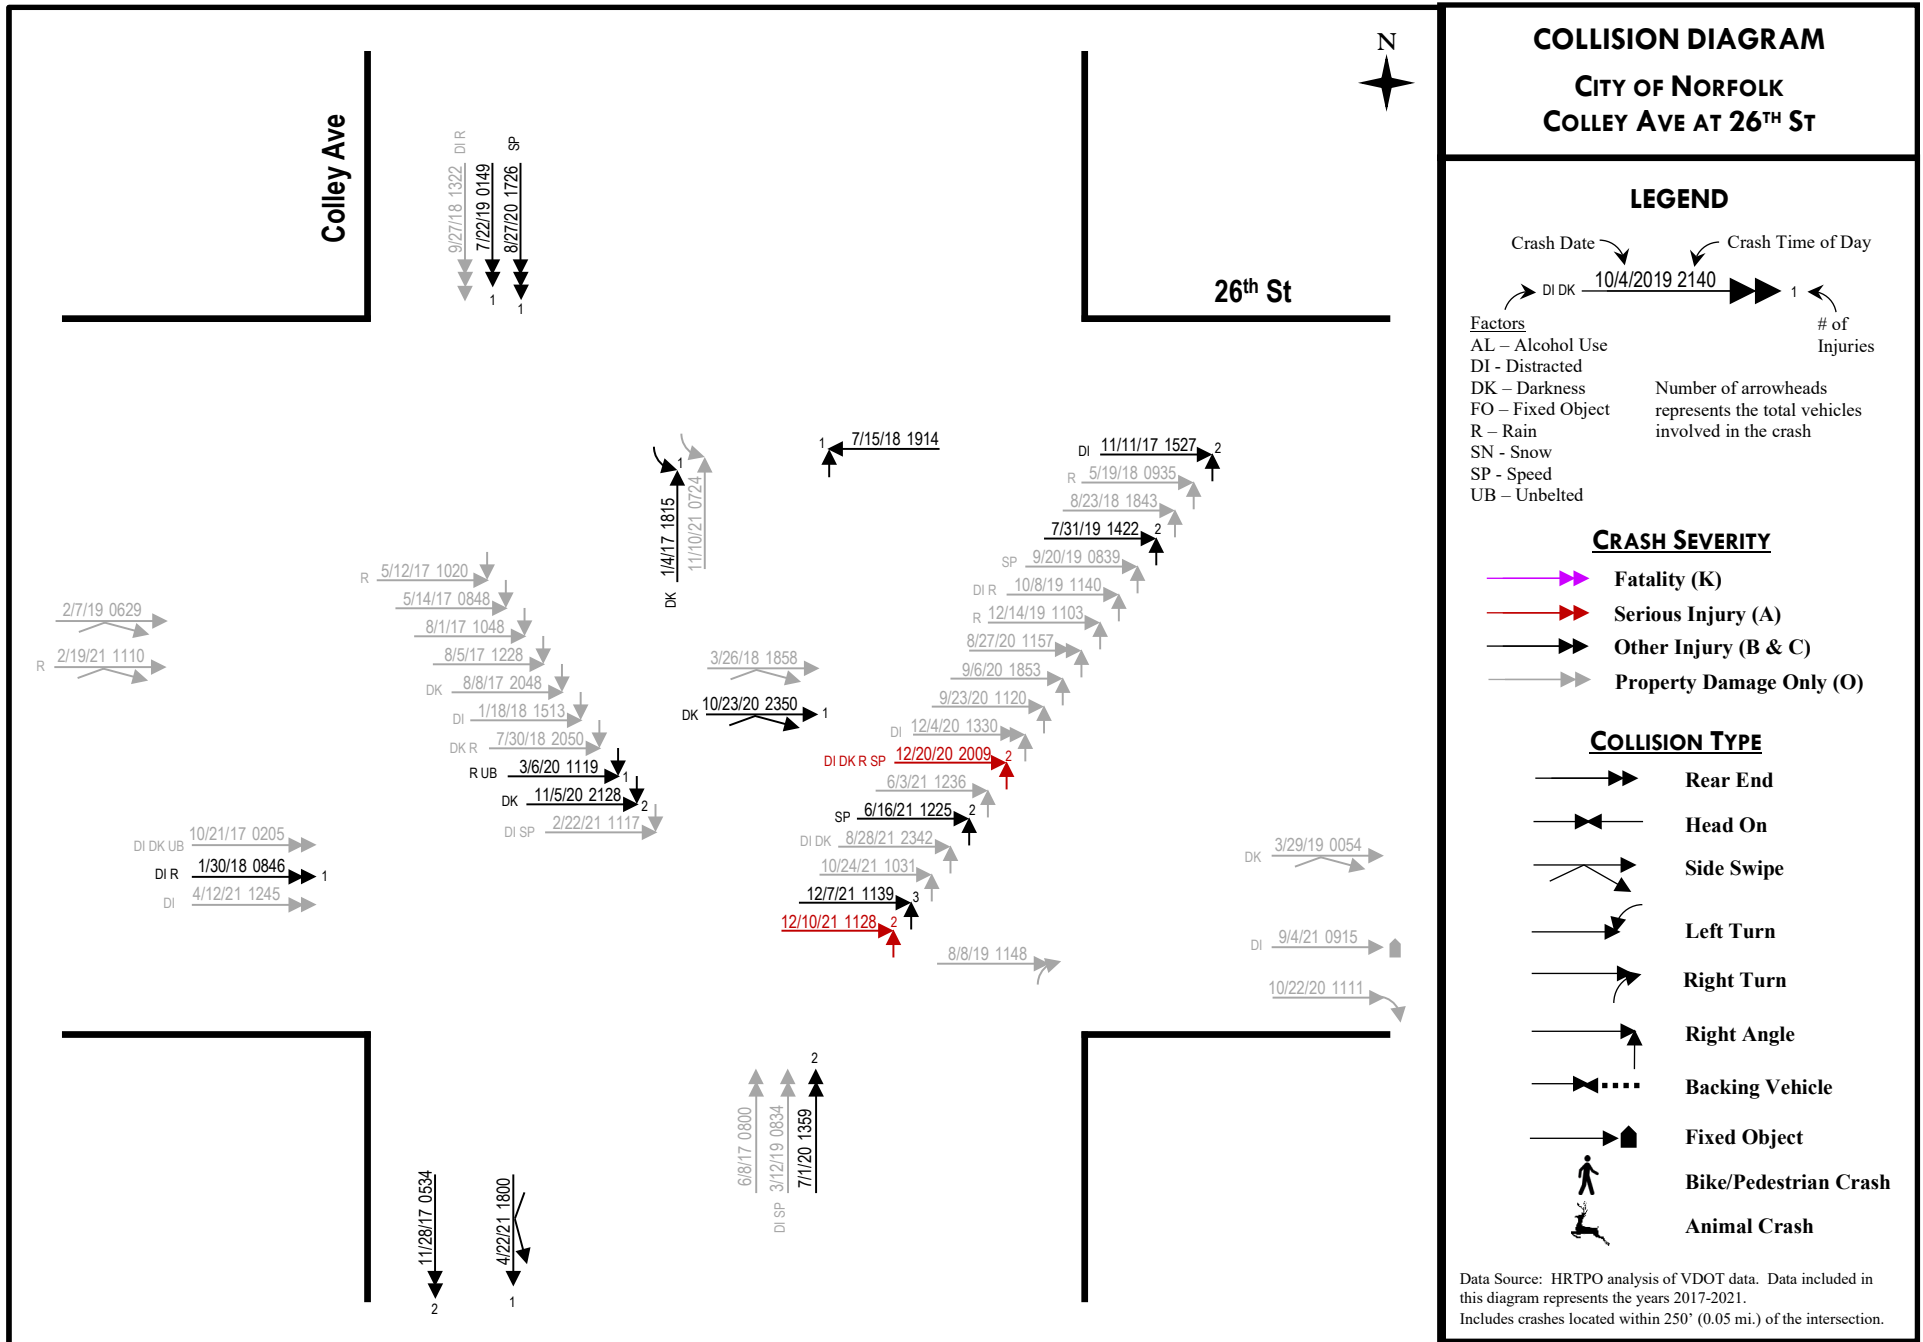 Colley Ave
9/27/18 1322 DI R
7/22/19 0149
1
8/27/20 1726 SP
1
N
26th St
DK 1/4/17 1815
1
11/10/21 0724
1
7/15/18 1914
DI 11/11/17 1527 2
R 5/19/18 0935
8/23/18 1843
7/31/19 1422 2
SP 9/20/19 0839
DI R 10/8/19 1140
R 12/14/19 1103
8/27/20 1157
9/6/20 1853
9/23/20 1120
DI 12/4/20 1330
DI DK R SP 12/20/20 2009 2
6/3/21 1236
SP 6/16/21 1225 2
DI DK 8/28/21 2342
10/24/21 1031
12/7/21 1139 3
12/10/21 1128 2
8/8/19 1148
R 5/12/17 1020
5/14/17 0848
8/1/17 1048
8/5/17 1228
DK 8/8/17 2048
DI 1/18/18 1513
DK R 7/30/18 2050
R UB 3/6/20 1119 1
DK 11/5/20 2128 2
DI SP 2/22/21 1117
2/7/19 0629
R 2/19/21 1110
3/26/18 1858
DK 10/23/20 2350 1
DI DK UB 10/21/17 0205
DI R 1/30/18 0846 1
DI 4/12/21 1245
DK 3/29/19 0054
DI 9/4/21 0915
10/22/20 1111
6/8/17 0800
DI SP 3/12/19 0834
7/1/20 1359
2
11/28/17 0534
2
4/22/21 1800
1
COLLISION DIAGRAM
CITY OF NORFOLK
COLLEY AVE AT 26TH ST
LEGEND
Crash Date
Crash Time of Day
DI DK 10/4/2019 2140 1
Factors
AL – Alcohol Use
DI - Distracted
DK – Darkness
FO – Fixed Object
R – Rain
SN - Snow
SP - Speed
UB – Unbelted
# of
Injuries
Number of arrowheads
represents the total vehicles
involved in the crash
CRASH SEVERITY
Fatality (K)
Serious Injury (A)
Other Injury (B & C)
Property Damage Only (O)
COLLISION TYPE
Rear End
Head On
Side Swipe
Left Turn
Right Turn
Right Angle
Backing Vehicle
Fixed Object
Bike/Pedestrian Crash
Animal Crash
Data Source: HRTPO analysis of VDOT data. Data included in
this diagram represents the years 2017-2021.
Includes crashes located within 250' (0.05 mi.) of the intersection.